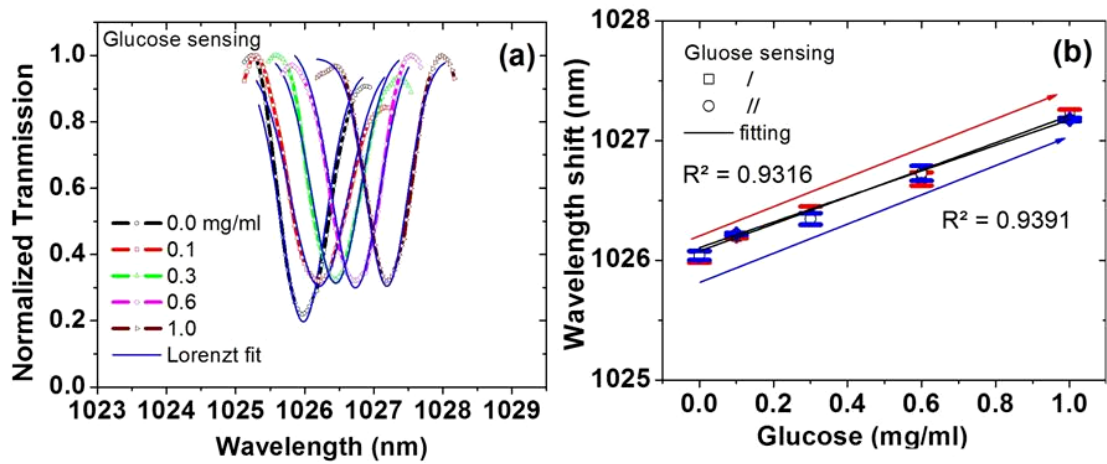 Glucose sensing
(a)
Normalized Tranmission
1.0
0.8
0.6
0.4
0.2
0.0
0.0 mg/ml
0.1
0.3
0.6
1.0
Lorenzt fit
1023 1024 1025 1026 1027 1028 1029
Wavelength (nm)
(b)
Wavelength shift (nm)
1028
1027
1026
1025
Gluose sensing
/
//
fitting
R² = 0.9316
R² = 0.9391
0.0 0.2 0.4 0.6 0.8 1.0
Glucose (mg/ml)